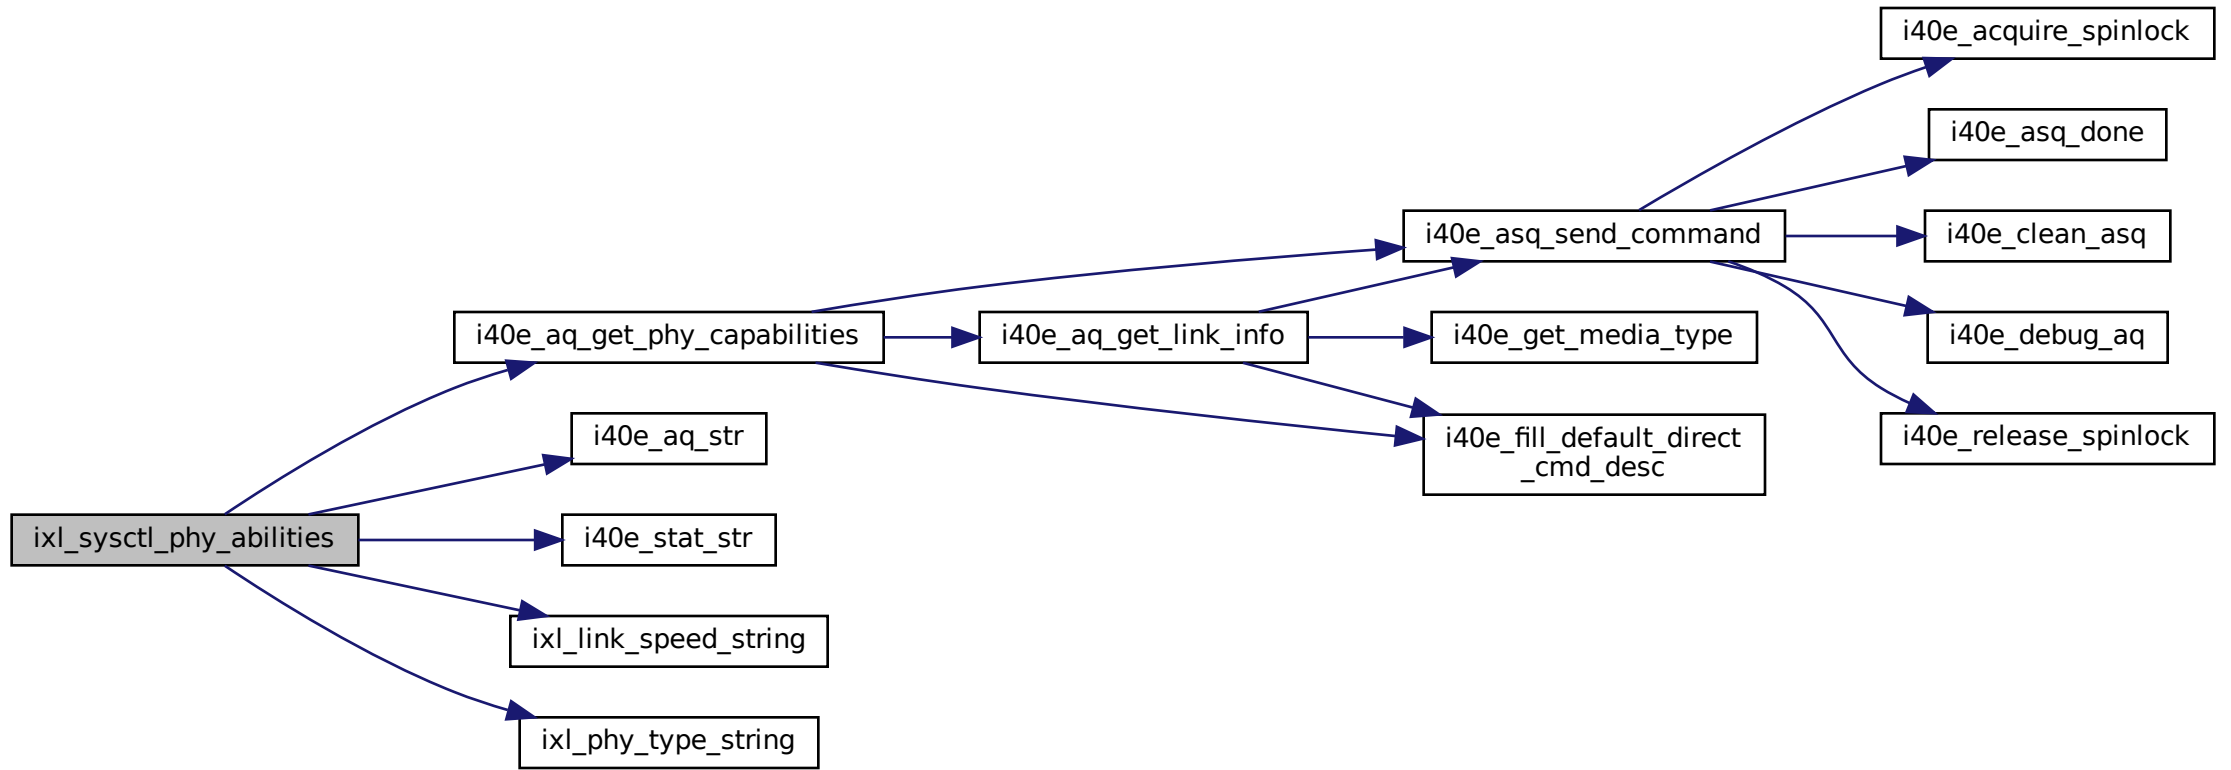 i40e_acquire_spinlock
i40e_asq_done
i40e_asq_send_command
i40e_clean_asq
i40e_aq_get_phy_capabilities
i40e_aq_get_link_info
i40e_get_media_type
i40e_debug_aq
i40e_aq_str
i40e_fill_default_direct
_cmd_desc
i40e_release_spinlock
ixl_sysctl_phy_abilities
i40e_stat_str
ixl_link_speed_string
ixl_phy_type_string